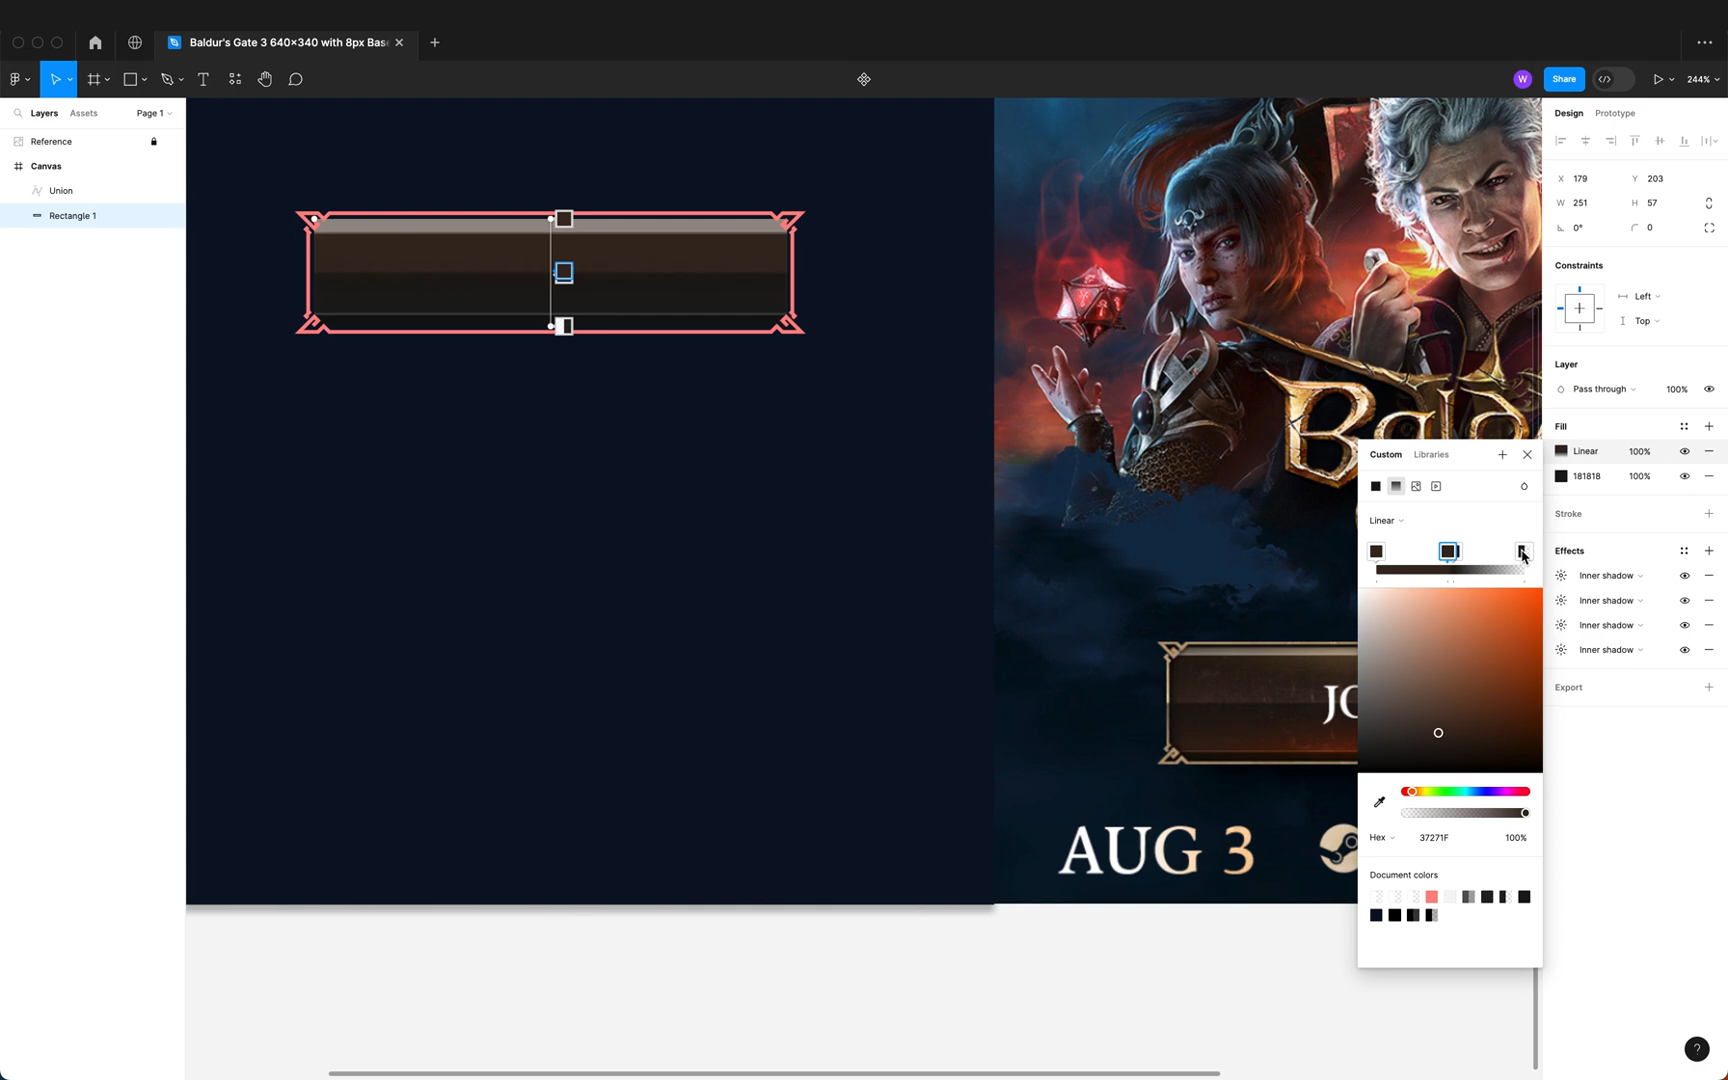 Baldur's Gate 3 640×340 with 8px Bas
W
Share
244%
Layers
Assets
Page 1
Reference
Canvas
Union
Rectangle 1
Design
Prototype
X 179
Y 203
W 251
H 57
0°
0
Constraints
Left
Top
Layer
Pass through
100%
Fill
Linear 100%
181818 100%
Stroke
Effects
Inner shadow
Inner shadow
Inner shadow
Inner shadow
Export
Custom
Libraries
Linear
Hex
37271F
100%
Document colors
Bald
JO
AUG 3
?